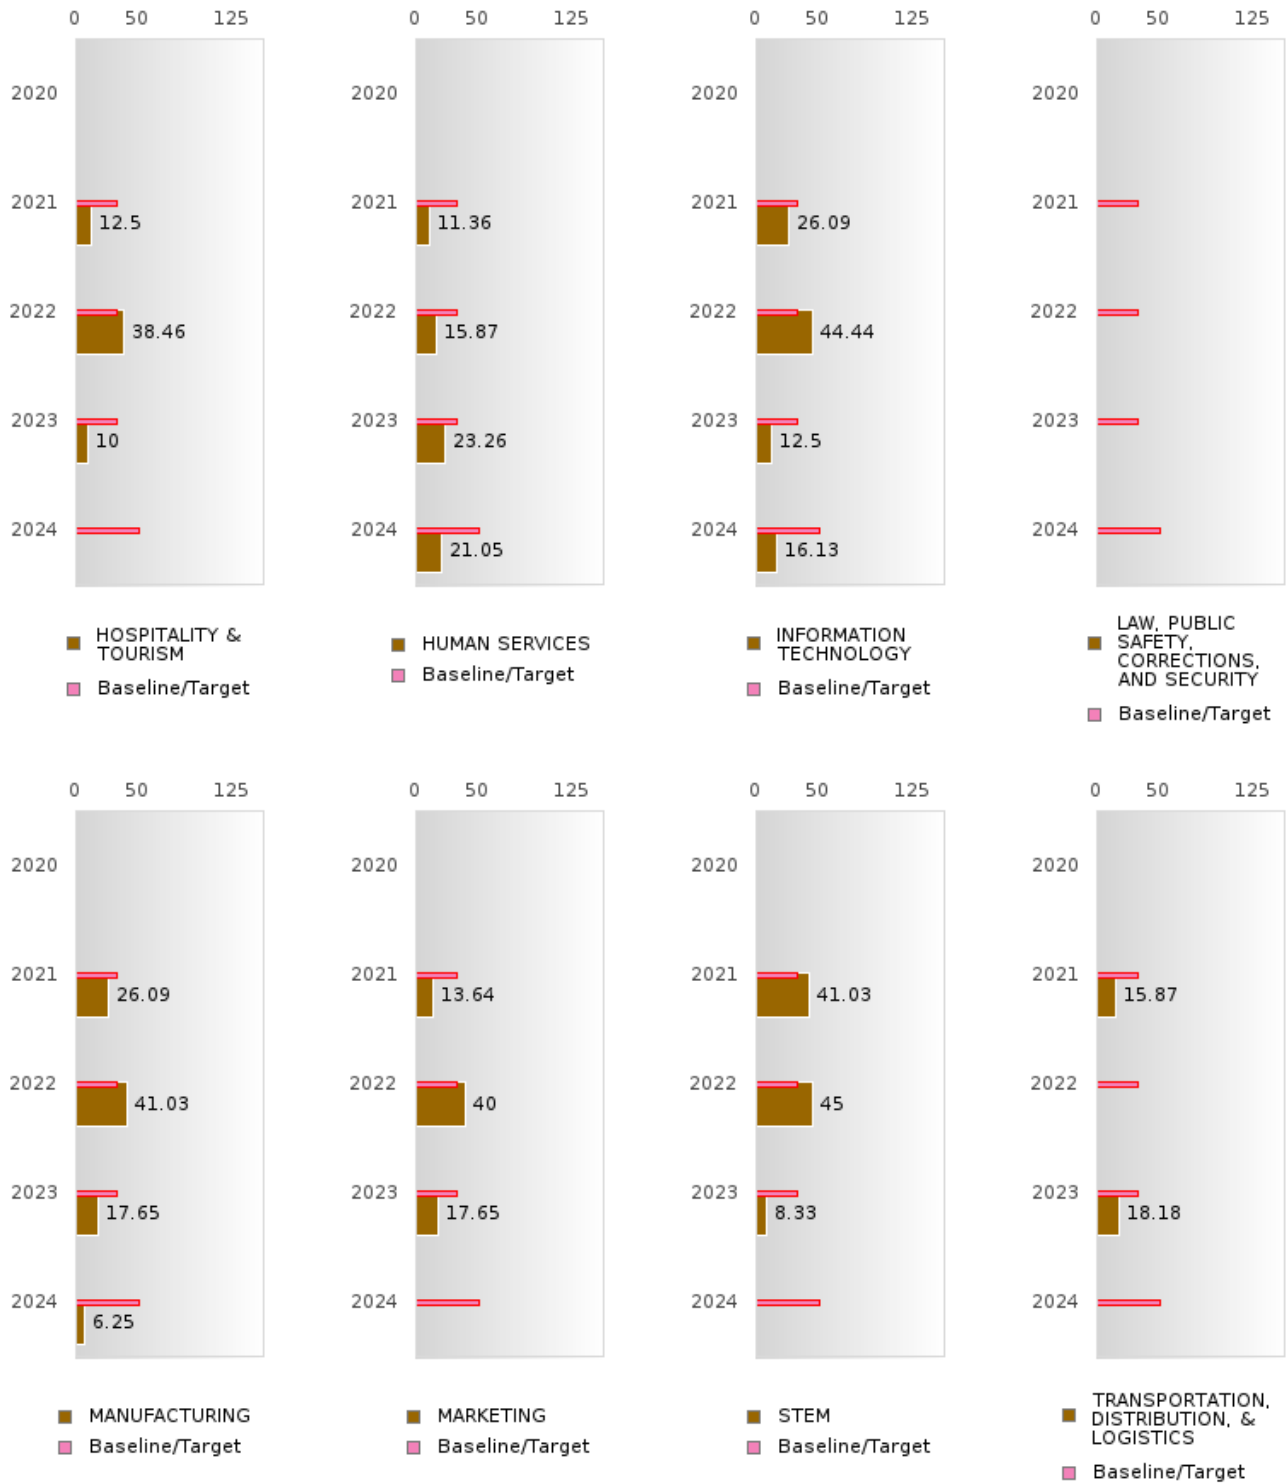 0 50 125
0 50 125
0 50 125
0 50 125
2020
2020
2020
2020
2021
12.5
2021
11.36
2021
26.09
2021
2022
38.46
2022
15.87
2022
44.44
2022
2023
10
2023
23.26
2023
12.5
2023
2024
2024
21.05
2024
16.13
2024
HOSPITALITY &
TOURISM
Baseline/Target
HUMAN SERVICES
Baseline/Target
INFORMATION
TECHNOLOGY
Baseline/Target
LAW, PUBLIC
SAFETY,
CORRECTIONS,
AND SECURITY
Baseline/Target
0 50 125
0 50 125
0 50 125
0 50 125
2020
2020
2020
2020
2021
26.09
2021
13.64
2021
41.03
2021
15.87
2022
41.03
2022
40
2022
45
2022
2023
17.65
2023
17.65
2023
8.33
2023
18.18
2024
6.25
2024
2024
2024
MANUFACTURING
Baseline/Target
MARKETING
Baseline/Target
STEM
Baseline/Target
TRANSPORTATION,
DISTRIBUTION, &
LOGISTICS
Baseline/Target